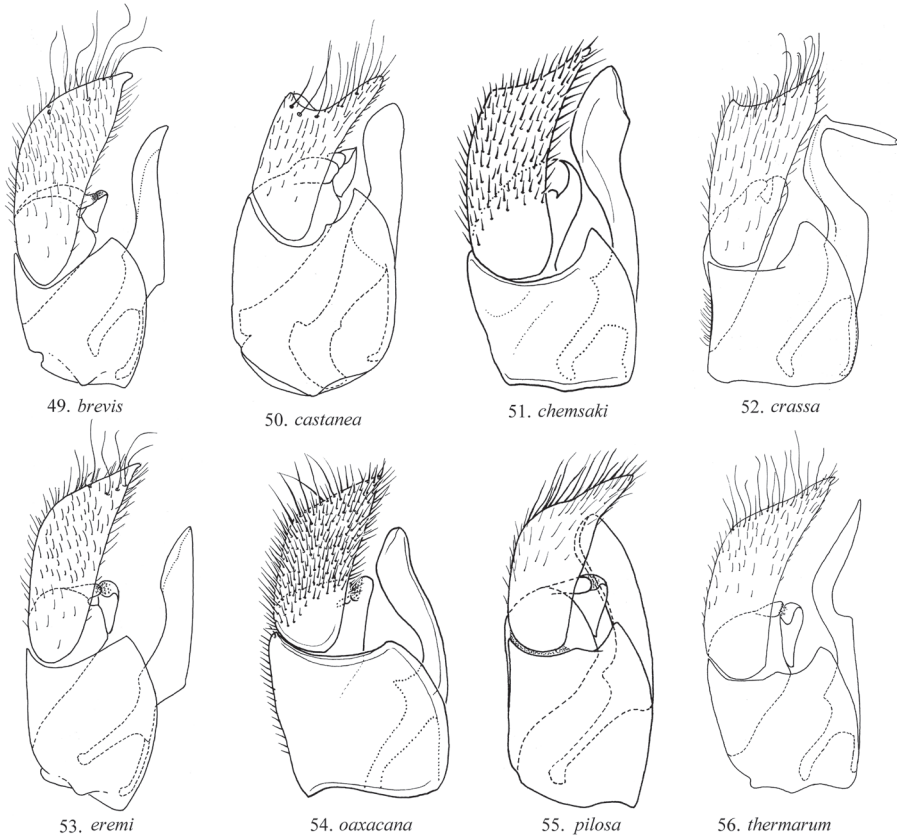 49. brevis
50. castanea
51. chemsaki
52. crassa
53. eremi
54. oaxacana
55. pilosa
56. thermarum